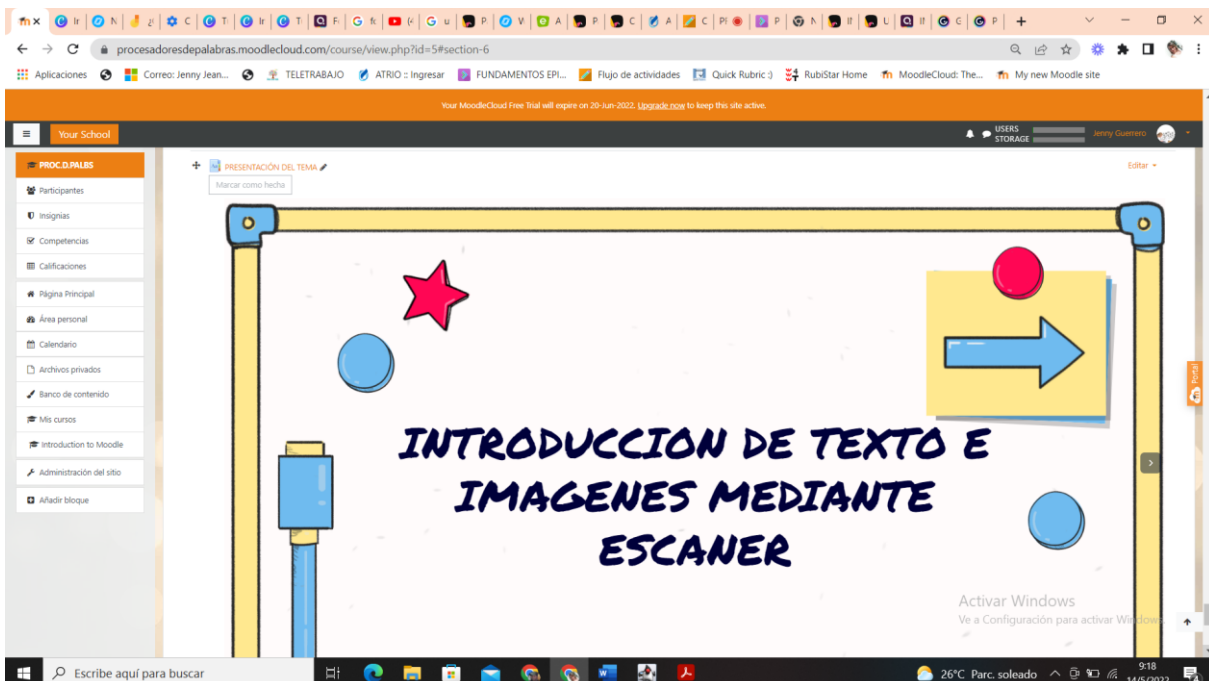 procesadoresdepalabras.moodlecloud.com/course/view.php?id=5#section-6
Aplicaciones Correo: Jenny Jean... TELETRABAJO ATRIO :: Ingresar FUNDAMENTOS EPI... Flujo de actividades Quick Rubric :) RubiStar Home MoodleCloud: The... My new Moodle site
Your MoodleCloud Free Trial will expire on 20-Jun-2022. Upgrade now to keep this site active.
Your School
USERS
STORAGE
Jenny Guerrero
PROC.D.PALBS
Participantes
Insignias
Competencias
Calificaciones
Página Principal
Área personal
Calendario
Archivos privados
Banco de contenido
Mis cursos
Introduction to Moodle
Administración del sitio
Añadir bloque
PRESENTACIÓN DEL TEMA
Editar
Marcar como hecha
INTRODUCCION DE TEXTO E
IMAGENES MEDIANTE
ESCANER
Portal
Activar Windows
Ve a Configuración para activar Windows.
Escribe aquí para buscar
26°C Parc. soleado
9:18
14/5/2022